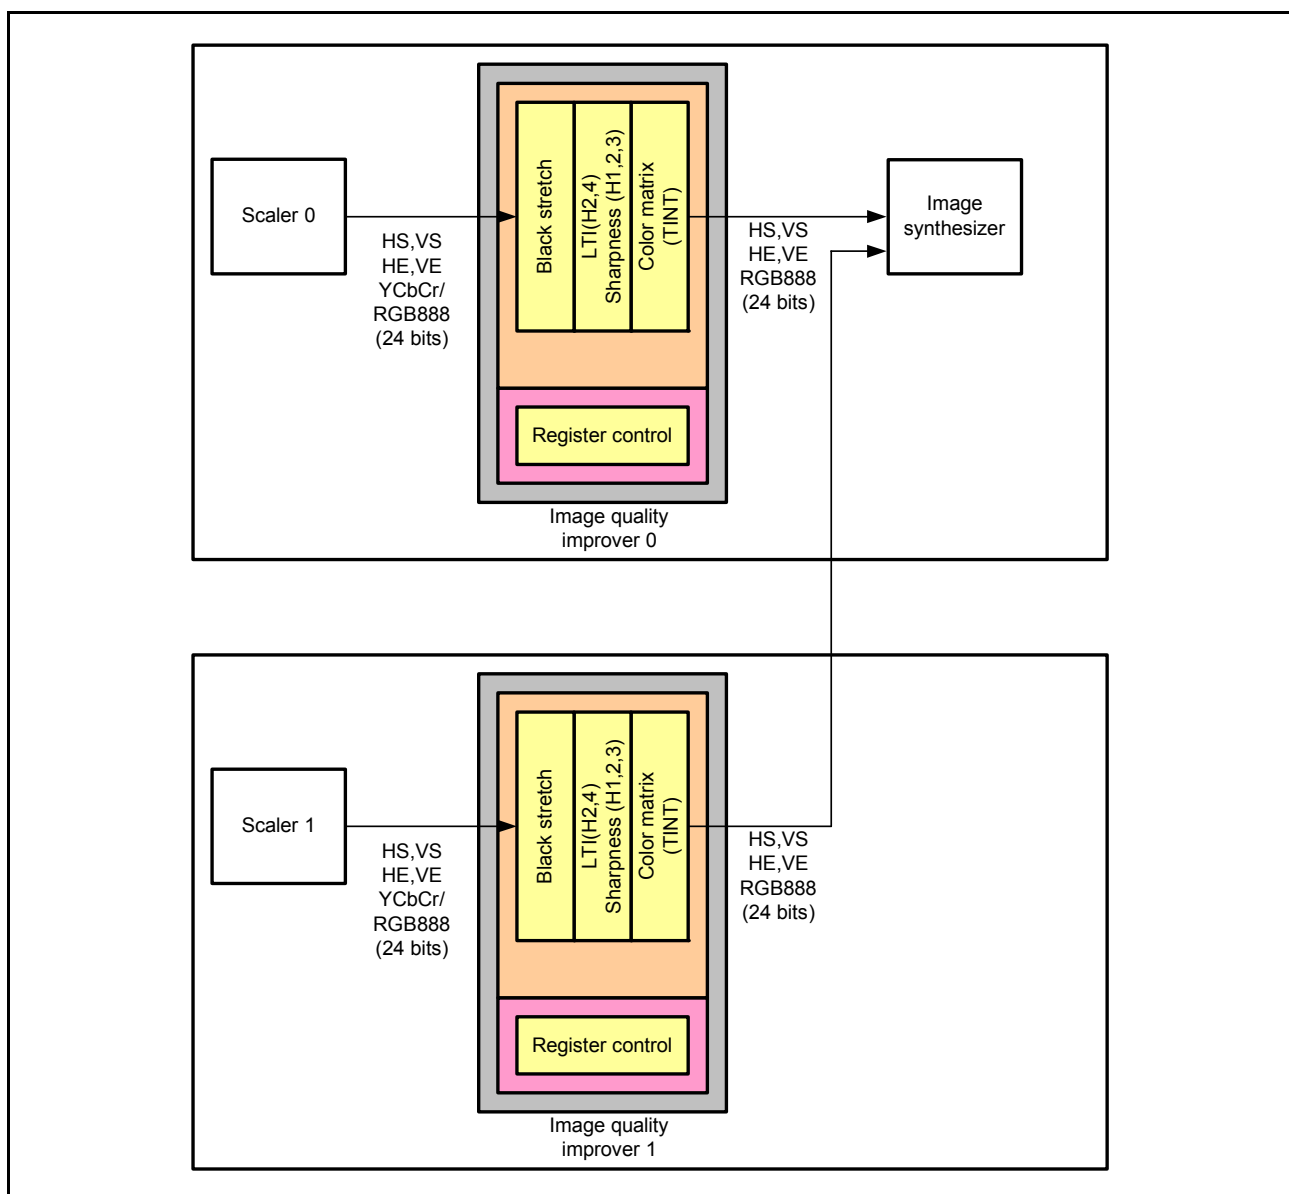 Scaler 0
HS,VS
HE,VE
YCbCr/
RGB888
(24 bits)
Black stretch
LTI(H2,4)
Sharpness (H1,2,3)
Color matrix
(TINT)
Register control
Image quality
improver 0
HS,VS
HE,VE
RGB888
(24 bits)
Image
synthesizer
Scaler 1
HS,VS
HE,VE
YCbCr/
RGB888
(24 bits)
Black stretch
LTI(H2,4)
Sharpness (H1,2,3)
Color matrix
(TINT)
Register control
Image quality
improver 1
HS,VS
HE,VE
RGB888
(24 bits)